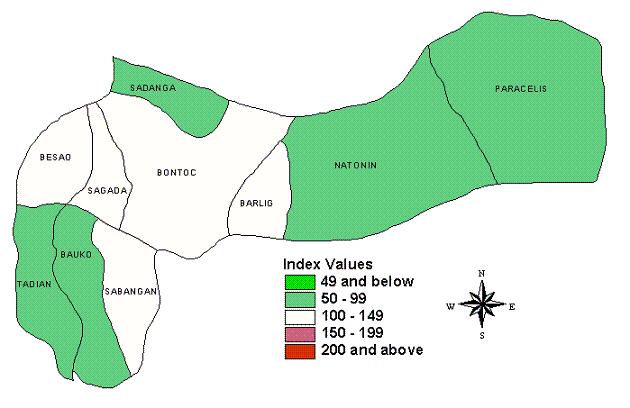 SADANGA
PARACELIS
BESAO
SAGADA
BONTOC
NATONIN
BARLIG
TADIAN
BAUKO
SABANGAN
Index Values
49 and below
50 - 99
100 - 149
150 - 199
200 and above
N
W
E
S